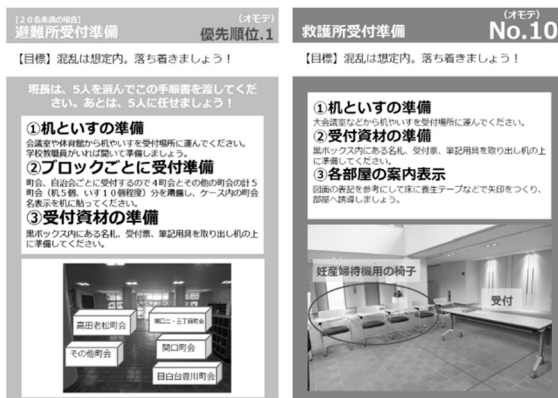 【２０名未満の場合】
（オモテ）
避難所受付準備
優先順位.1
【目標】混乱は想定内。落ち着きましょう！
班長は、５人を選んでこの手順書を渡してくだ
さい。あとは、５人に任せましょう！
①机といすの準備
会議室や体育館から机やいすを受付場所に運んでください。
学校教職員がいれば聞いて準備しましょう。
②ブロックごとに受付準備
町会、自治会ごとに受付するので４町会とその他の町会の計５
町会（机５個、いす１０個程度）分を準備し、ケース内の町会
名表示を机に貼ってください。
③受付資材の準備
黒ボックス内にある名札、受付票、筆記用具を取り出し机の上
に準備してください。
高田老松町会
関口二・三丁目町会
その他町会
関口町会
目白台豊川町会
（オモテ）
救護所受付準備
No.10
【目標】混乱は想定内。落ち着きましょう！
①机といすの準備
大会議室などから机やいすを受付場所に運んでください。
②受付資材の準備
黒ボックス内にある名札、受付票、筆記用具を取り出し机の上
に準備してください。
③各部屋の案内表示
図面の表記を参考にして床に養生テープなどで矢印をつくり、
部屋へ誘導しましょう。
妊産婦待機用の椅子
受付